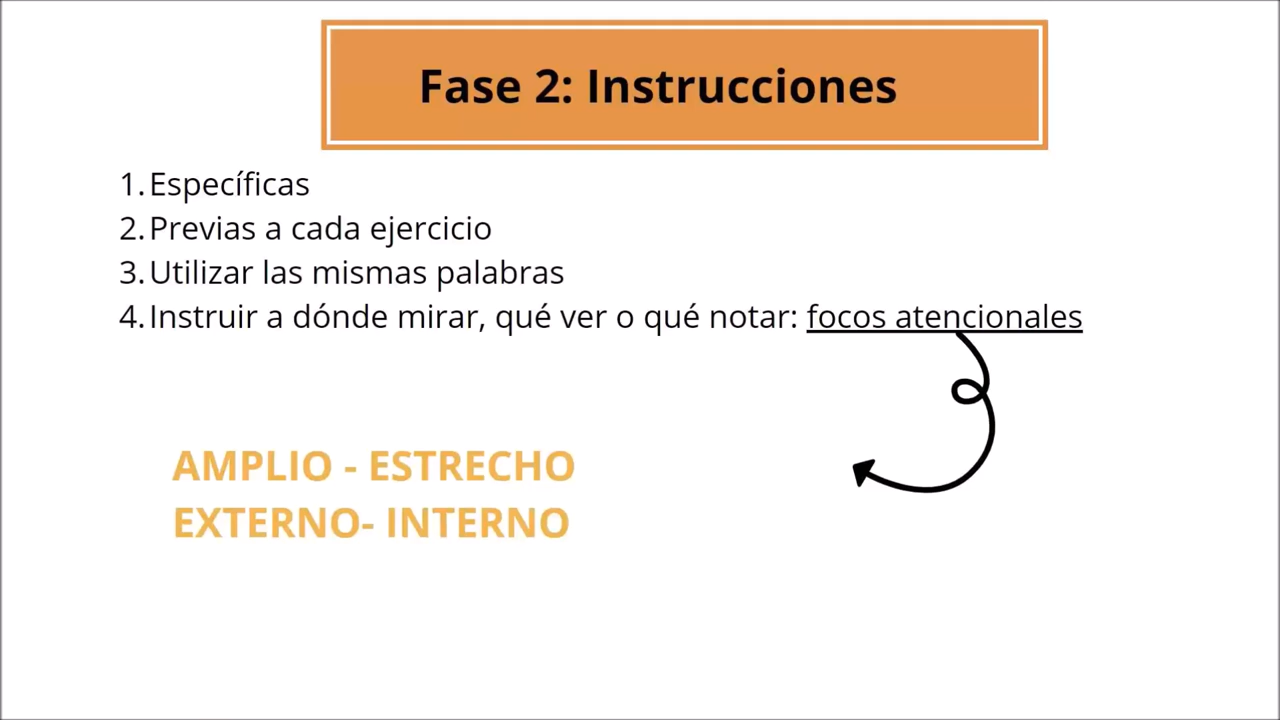 Fase 2: Instrucciones
1. Específicas
2. Previas a cada ejercicio
3. Utilizar las mismas palabras
4. Instruir a dónde mirar, qué ver o qué notar: focos atencionales
AMPLIO - ESTRECHO
EXTERNO- INTERNO